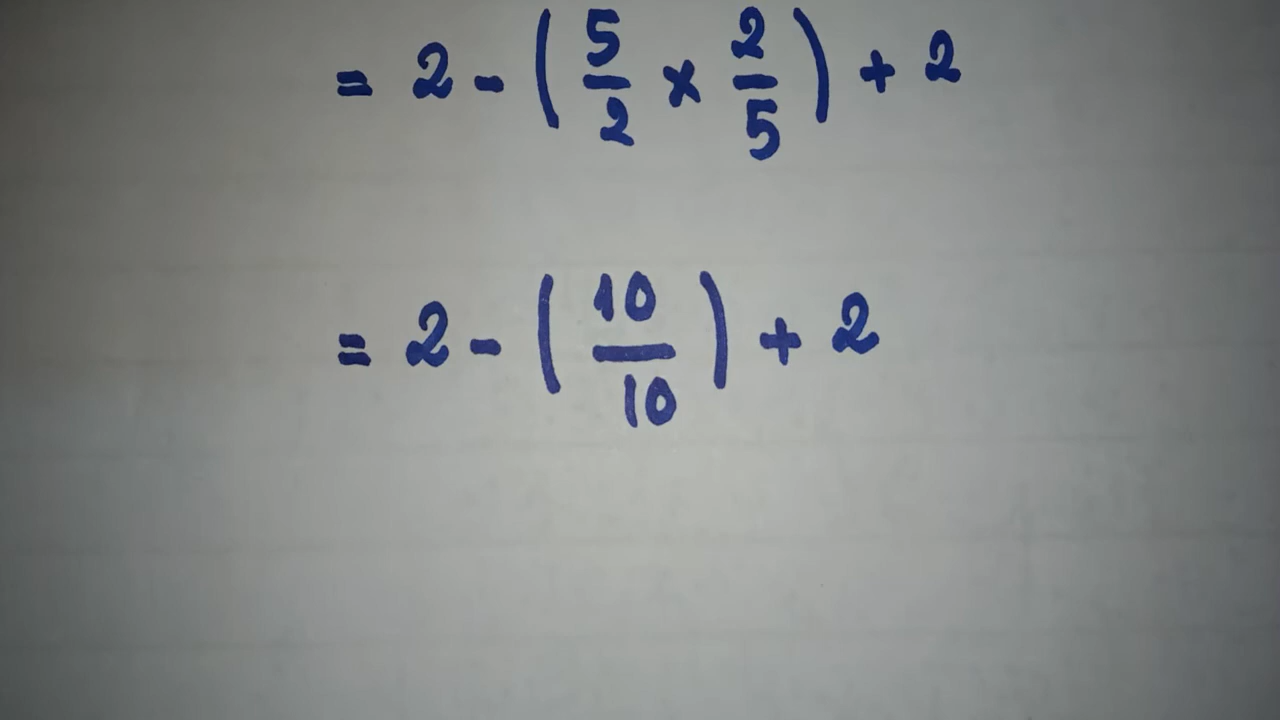 = 2 - (5/2 × 2/5) + 2
= 2 - (10/10) + 2